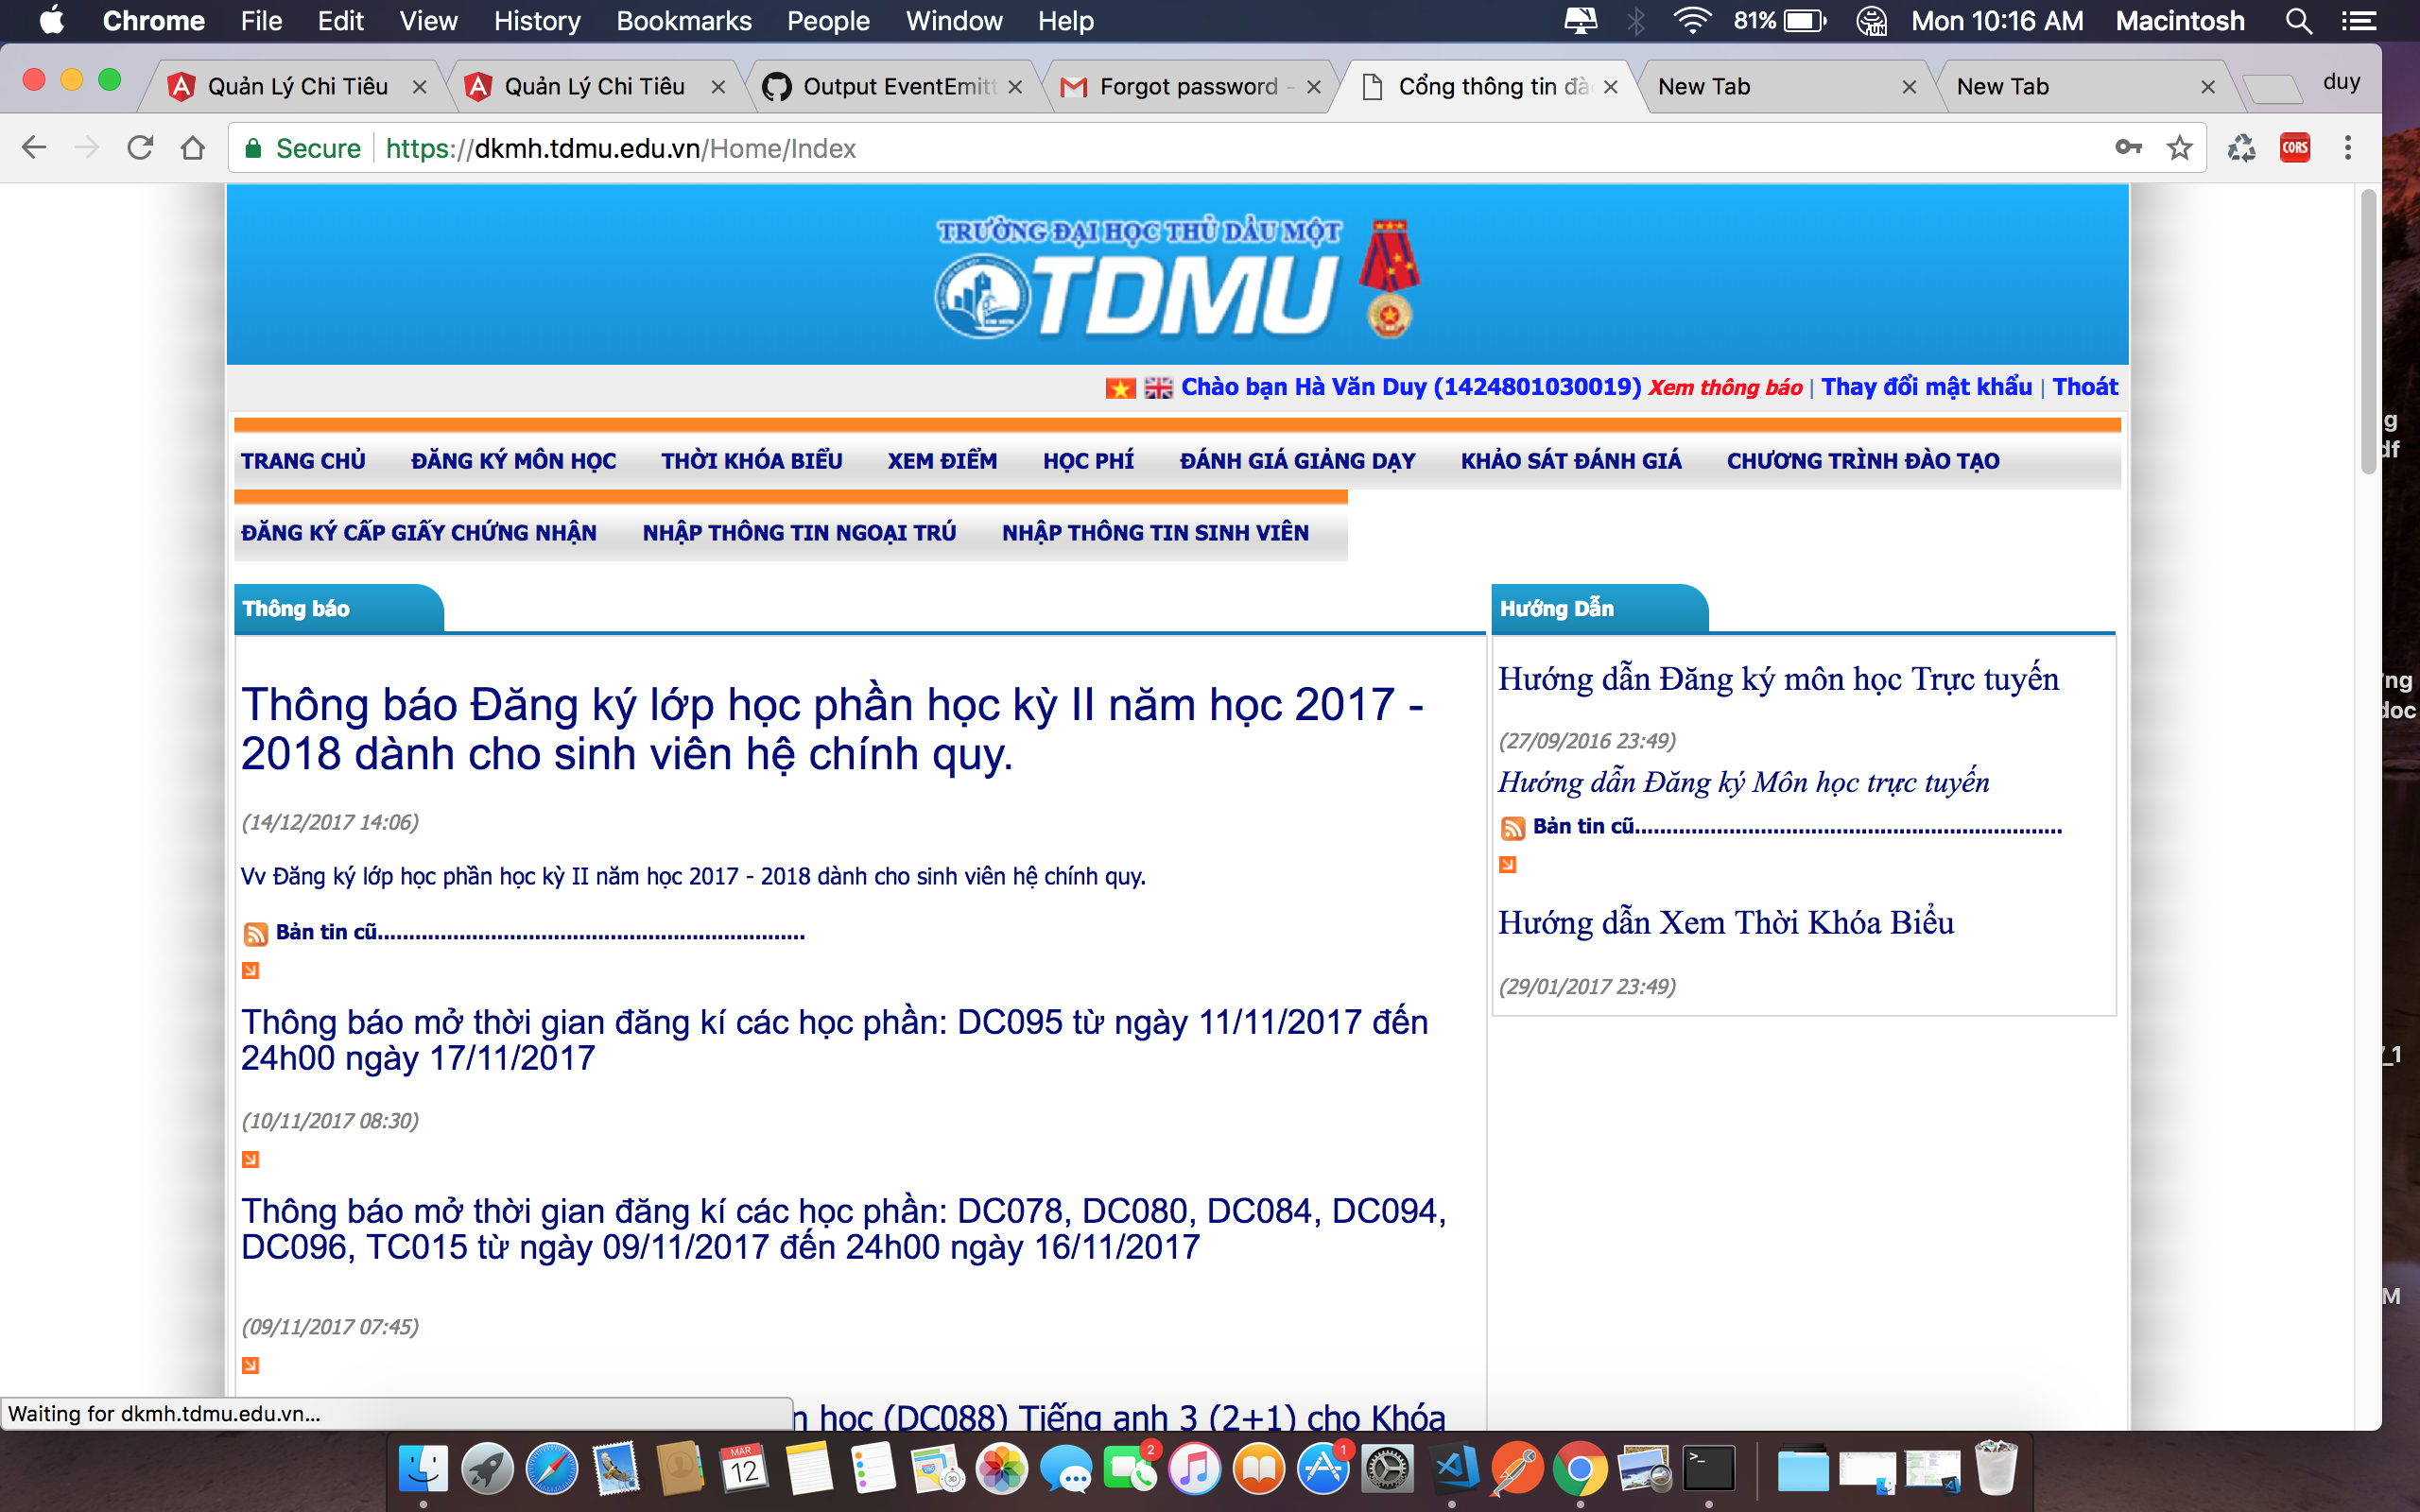 Chrome File Edit View History Bookmarks People Window Help 81% Mon 10:16 AM Macintosh
Quản Lý Chi Tiêu Quản Lý Chi Tiêu Output EventEmitt Forgot password - Cổng thông tin đà New Tab New Tab duy
Secure https://dkmh.tdmu.edu.vn/Home/Index CORS
TRƯỜNG ĐẠI HỌC THỦ DẦU MỘT
TDMU
Chào bạn Hà Văn Duy (1424801030019) Xem thông báo | Thay đổi mật khẩu | Thoát
TRANG CHỦ ĐĂNG KÝ MÔN HỌC THỜI KHÓA BIỂU XEM ĐIỂM HỌC PHÍ ĐÁNH GIÁ GIẢNG DẠY KHẢO SÁT ĐÁNH GIÁ CHƯƠNG TRÌNH ĐÀO TẠO
ĐĂNG KÝ CẤP GIẤY CHỨNG NHẬN NHẬP THÔNG TIN NGOẠI TRÚ NHẬP THÔNG TIN SINH VIÊN
Thông báo
Thông báo Đăng ký lớp học phần học kỳ II năm học 2017 -
2018 dành cho sinh viên hệ chính quy.
(14/12/2017 14:06)
Vv Đăng ký lớp học phần học kỳ II năm học 2017 - 2018 dành cho sinh viên hệ chính quy.
Bản tin cũ....................................................................
Thông báo mở thời gian đăng kí các học phần: DC095 từ ngày 11/11/2017 đến
24h00 ngày 17/11/2017
(10/11/2017 08:30)
Thông báo mở thời gian đăng kí các học phần: DC078, DC080, DC084, DC094,
DC096, TC015 từ ngày 09/11/2017 đến 24h00 ngày 16/11/2017
(09/11/2017 07:45)
n học (DC088) Tiếng anh 3 (2+1) cho Khóa
Hướng Dẫn
Hướng dẫn Đăng ký môn học Trực tuyến
(27/09/2016 23:49)
Hướng dẫn Đăng ký Môn học trực tuyến
Bản tin cũ....................................................................
Hướng dẫn Xem Thời Khóa Biểu
(29/01/2017 23:49)
Waiting for dkmh.tdmu.edu.vn...
g
df
ng
doc
_1
M
MAR
12
3D
2
1